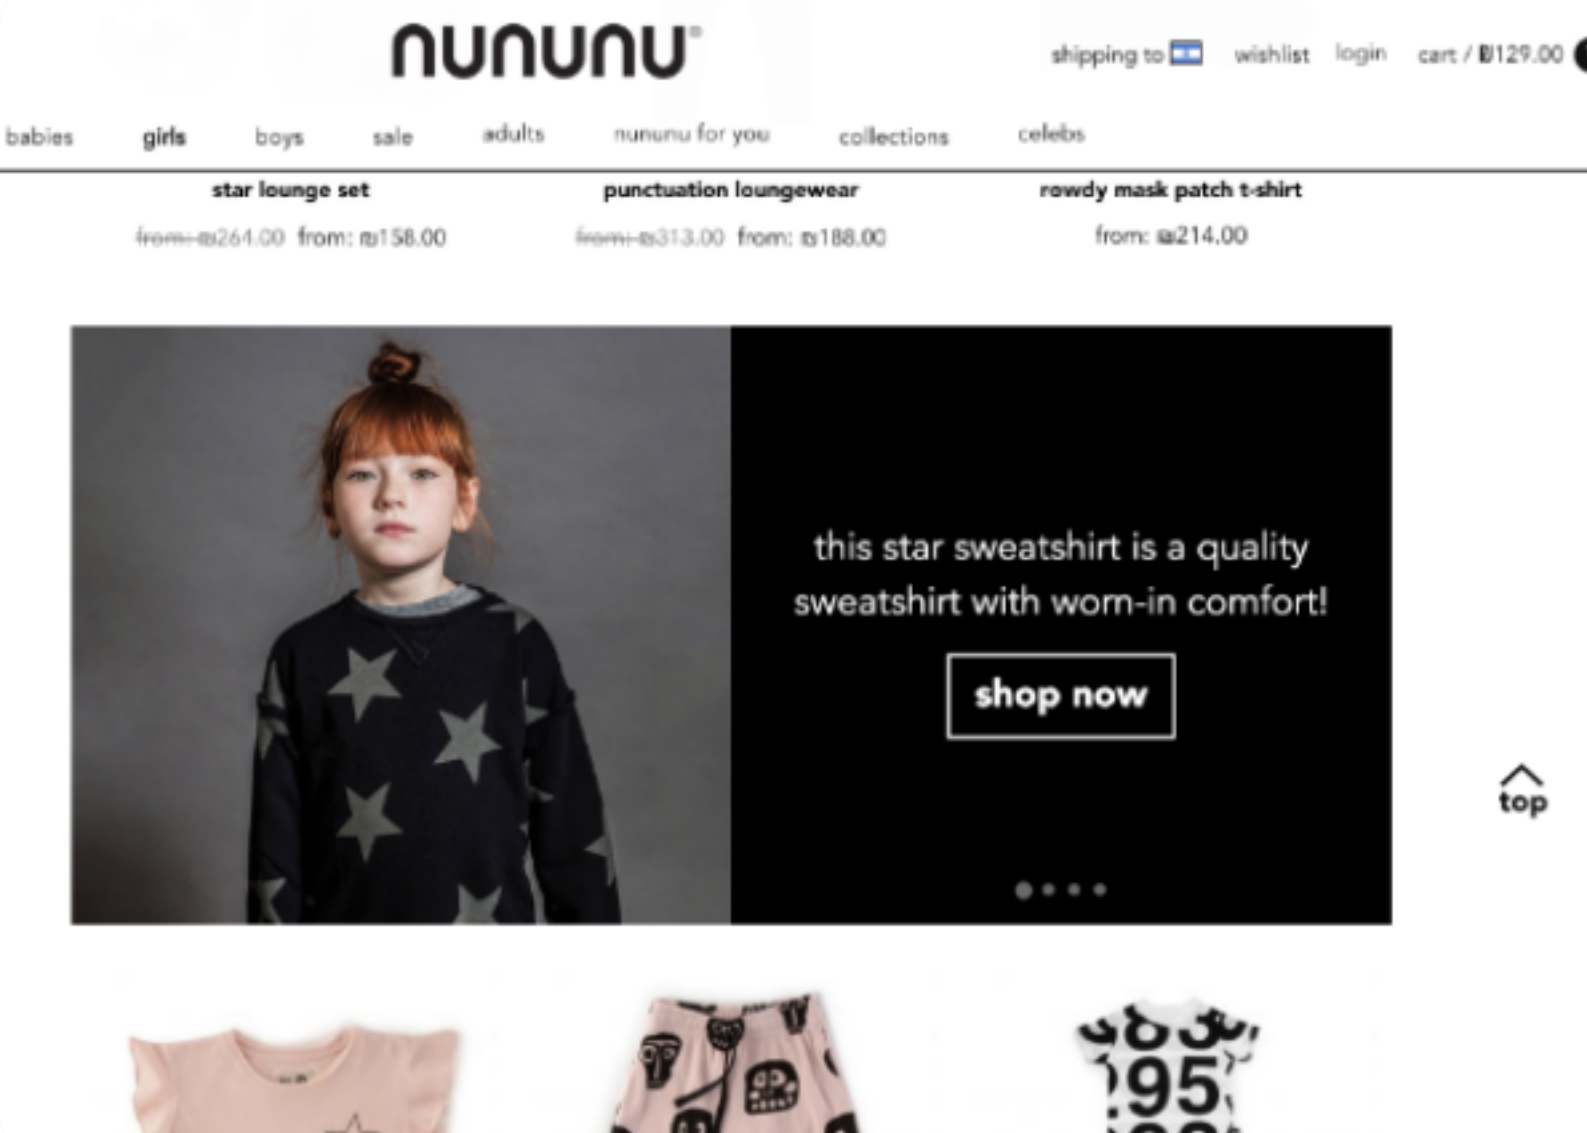 nununu®
shipping to wishlist login cart / ₪129.00
babies girls boys sale adults nununu for you collections celebs
star lounge set
from: ₪264.00 from: ₪158.00
punctuation loungewear
from: ₪313.00 from: ₪188.00
rowdy mask patch t-shirt
from: ₪214.00
this star sweatshirt is a quality
sweatshirt with worn-in comfort!
shop now
top
83
95